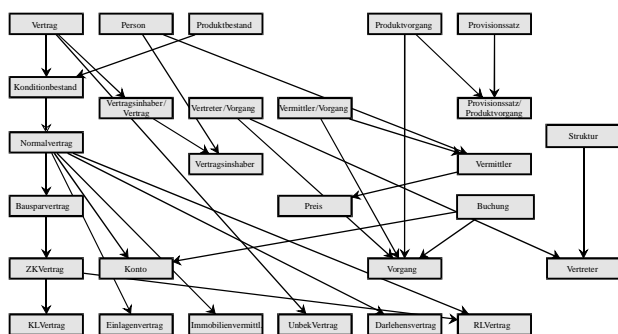 Vertrag
Person
Produktbestand
Produktvorgang
Provisionssatz
Konditionbestand
Vertragsinhaber/
Vertrag
Vertreter/Vorgang
Vermittler/Vorgang
Provisionssatz/
Produktvorgang
Normalvertrag
Vertragsinshaber
Vermittler
Struktur
Bausparvertrag
Preis
Buchung
ZKVertrag
Konto
Vorgang
Vertreter
KLVertrag
Einlagenvertrag
Immobilienvermittl.
UnbekVertrag
Darlehensvertrag
RLVertrag